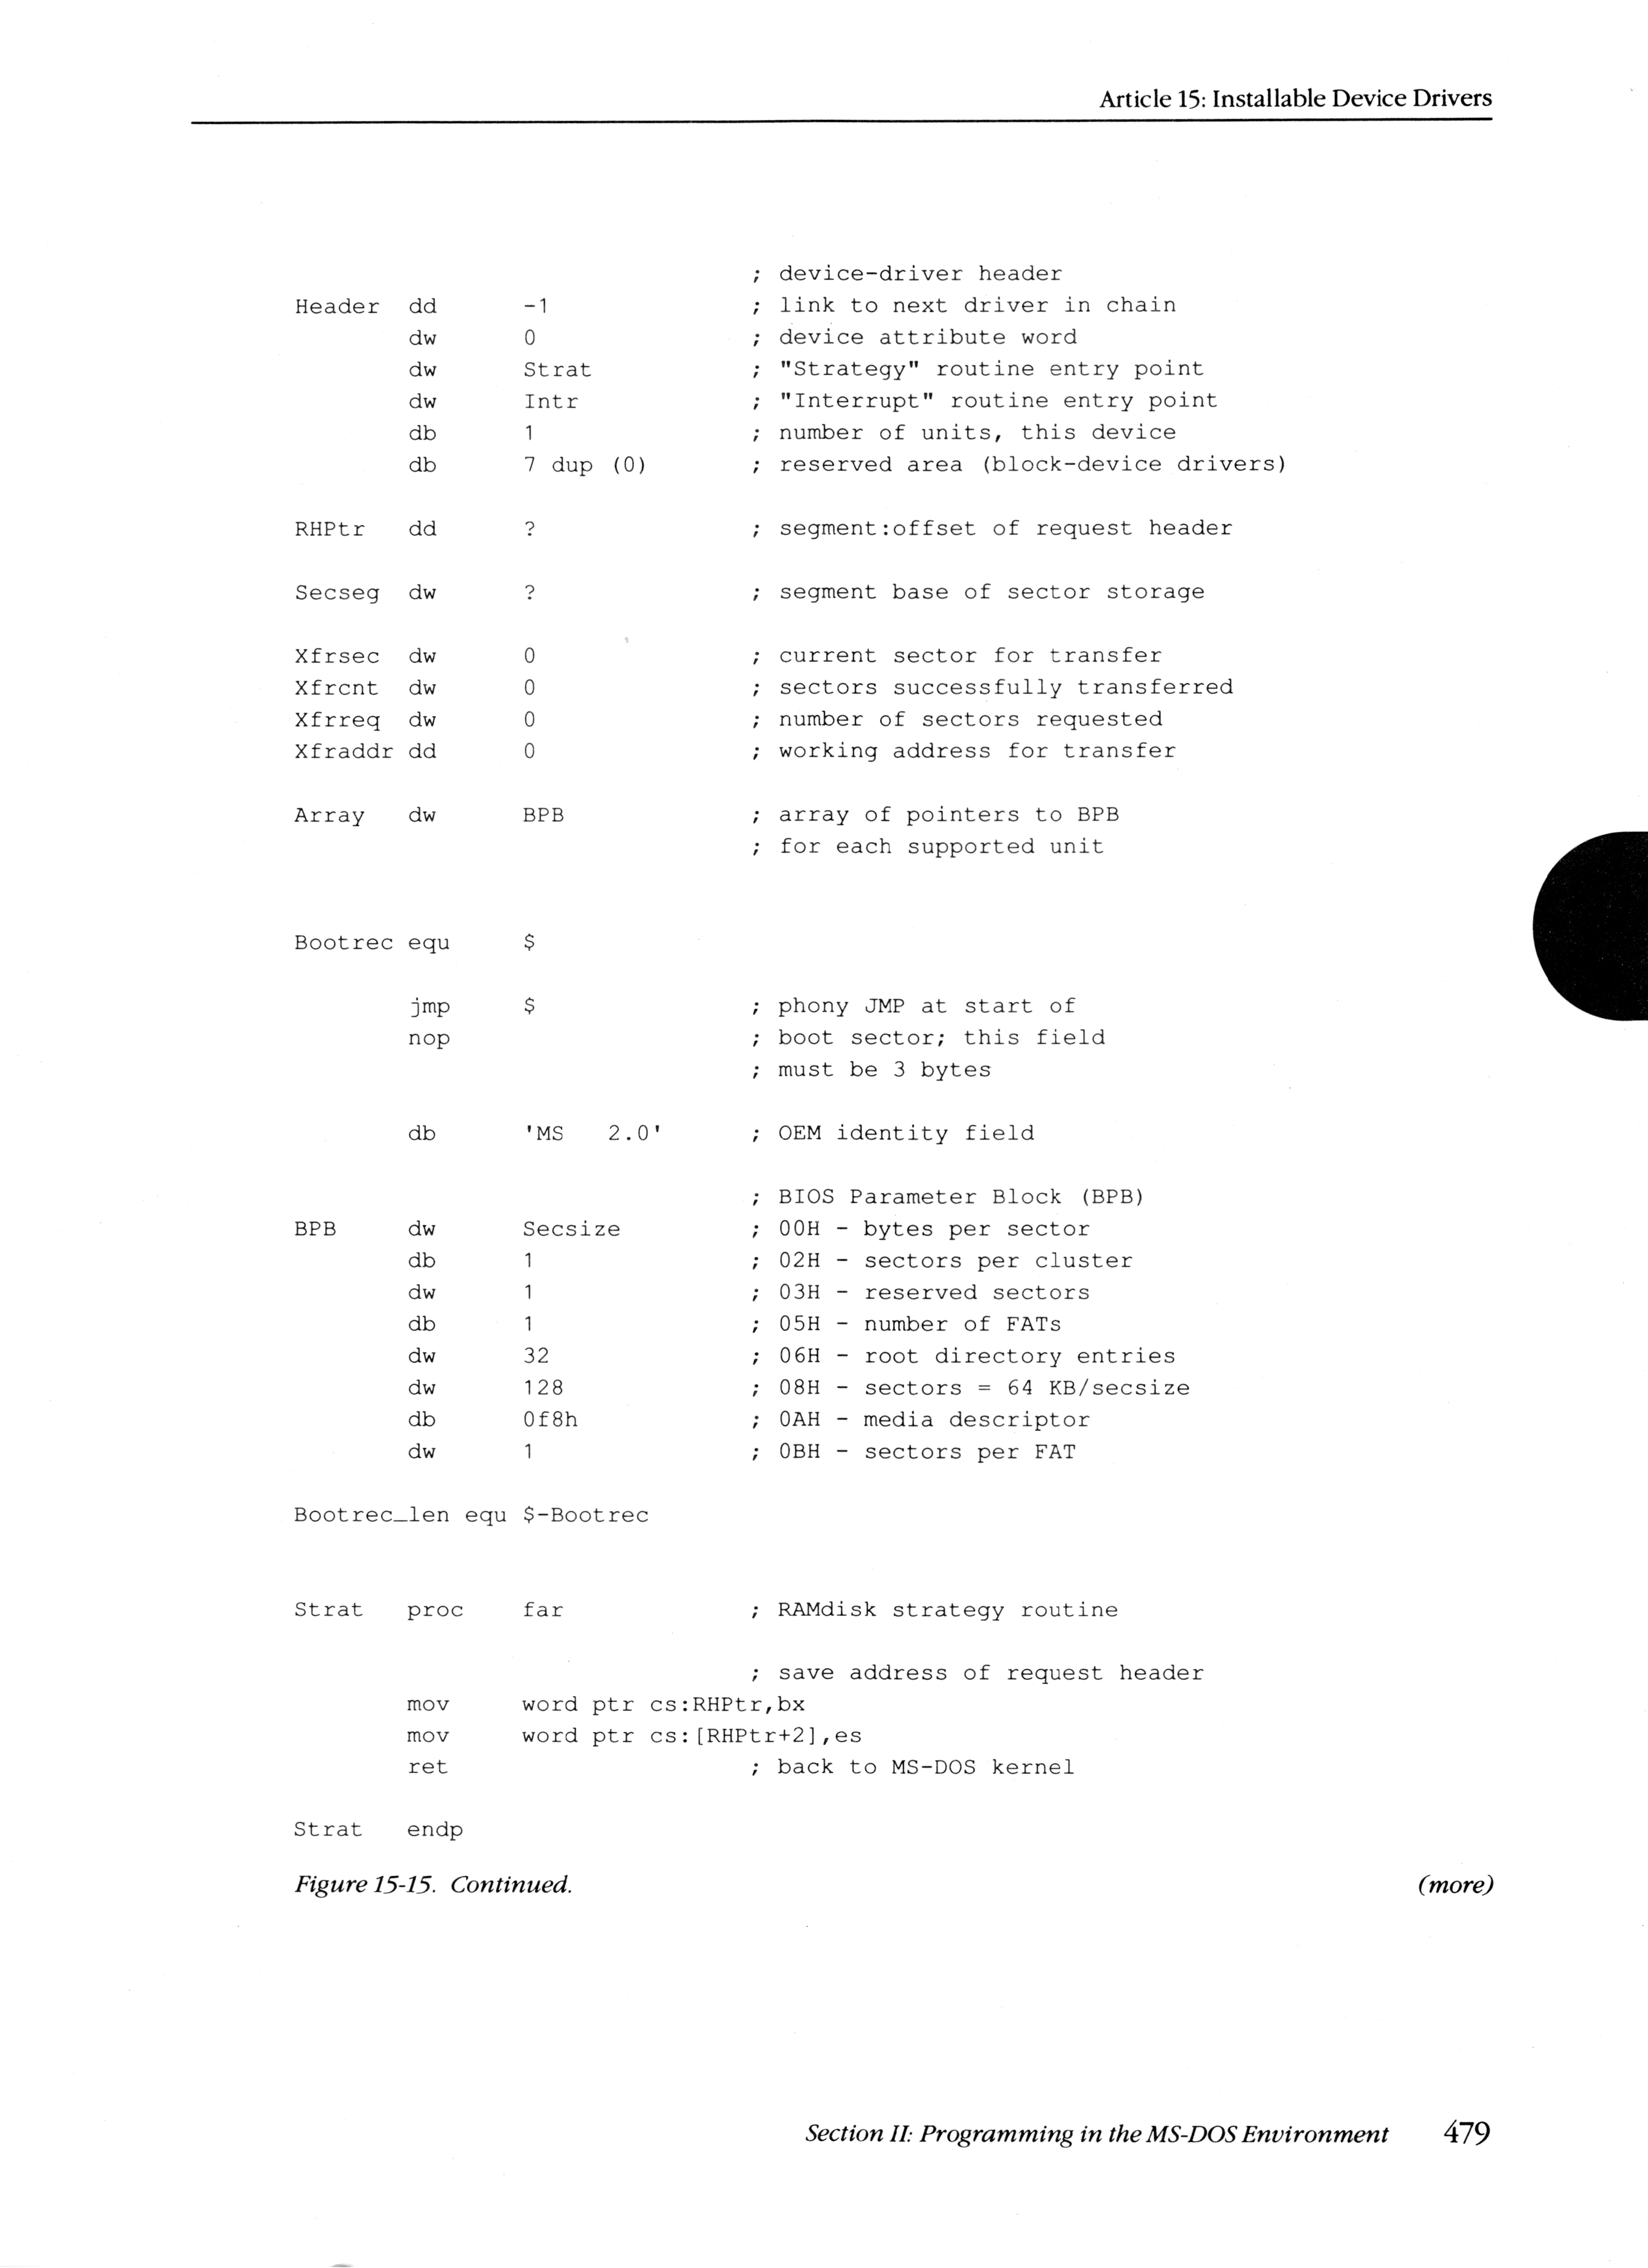 Article 15: Installable Device Drivers
; device-driver header
Header dd -1 ; link to next driver in chain
dw 0 ; device attribute word
dw Strat ; "Strategy" routine entry point
dw Intr ; "Interrupt" routine entry point
db 1 ; number of units, this device
db 7 dup (0) ; reserved area (block-device drivers)
RHPtr dd ? ; segment:offset of request header
Secseg dw ? ; segment base of sector storage
Xfrsec dw 0 ; current sector for transfer
Xfrcnt dw 0 ; sectors successfully transferred
Xfrreq dw 0 ; number of sectors requested
Xfraddr dd 0 ; working address for transfer
Array dw BPB ; array of pointers to BPB
; for each supported unit
Bootrec equ $
jmp $ ; phony JMP at start of
nop ; boot sector; this field
; must be 3 bytes
db 'MS   2.0' ; OEM identity field
; BIOS Parameter Block (BPB)
BPB dw Secsize ; 00H - bytes per sector
db 1 ; 02H - sectors per cluster
dw 1 ; 03H - reserved sectors
db 1 ; 05H - number of FATs
dw 32 ; 06H - root directory entries
dw 128 ; 08H - sectors = 64 KB/secsize
db 0f8h ; 0AH - media descriptor
dw 1 ; 0BH - sectors per FAT
Bootrec_len equ $-Bootrec
Strat proc far ; RAMdisk strategy routine
; save address of request header
mov word ptr cs:RHPtr,bx
mov word ptr cs:[RHPtr+2],es
ret ; back to MS-DOS kernel
Strat endp
Figure 15-15. Continued. (more)
Section II: Programming in the MS-DOS Environment 479